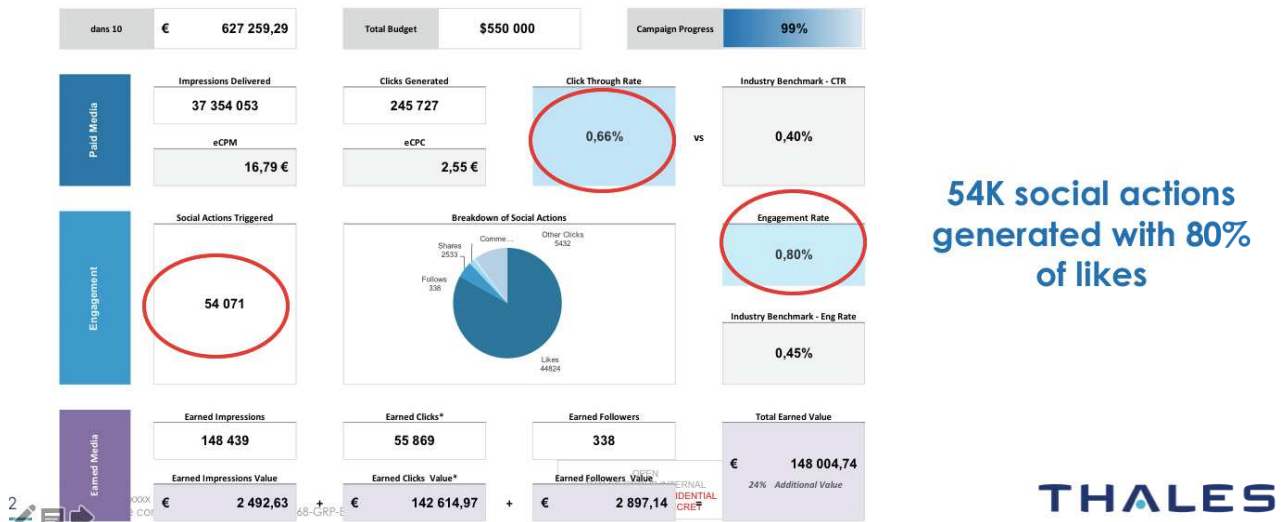 dans 10 € 627 259,29 Total Budget $550 000 Campaign Progress 99%
Paid Media
Impressions Delivered Clicks Generated Click Through Rate Industry Benchmark - CTR
37 354 053 245 727
0,66% vs 0,40%
eCPM eCPC
16,79 € 2,55 €
Engagement
Social Actions Triggered Breakdown of Social Actions Engagement Rate
54 071
Shares
2533
Comme...
Other Clicks
5432
Follows
338
Likes
44824
0,80%
Industry Benchmark - Eng Rate
0,45%
54K social actions
generated with 80%
of likes
Earned Media
Earned Impressions Earned Clicks* Earned Followers Total Earned Value
148 439 55 869 338
€ 148 004,74
24% Additional Value
Earned Impressions Value Earned Clicks Value* Earned Followers Value
€ 2 492,63 + € 142 614,97 + € 2 897,14 =
OPEN
THALES
2